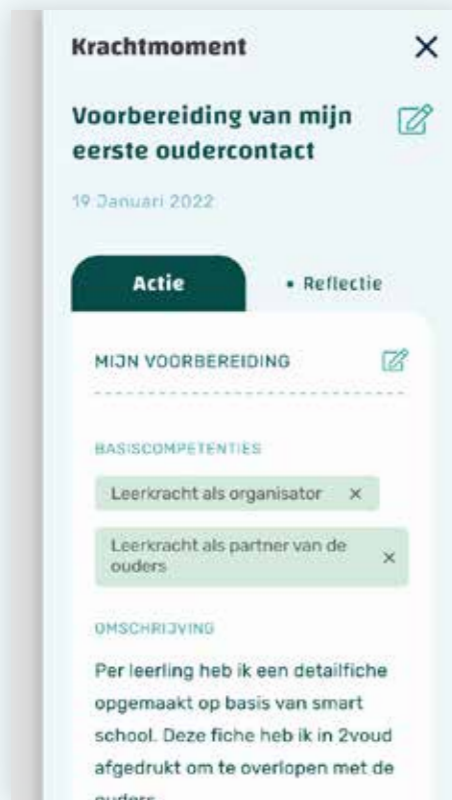 Krachtmoment
Voorbereiding van mijn
eerste oudercontact
19 Januari 2022
Actie
• Reflectie
MIJN VOORBEREIDING
BASISCOMPETENTIES
Leerkracht als organisator
Leerkracht als partner van de
ouders
OMSCHRIJVING
Per leerling heb ik een detailfiche
opgemaakt op basis van smart
school. Deze fiche heb ik in 2voud
afgedrukt om te overlopen met de
ouders